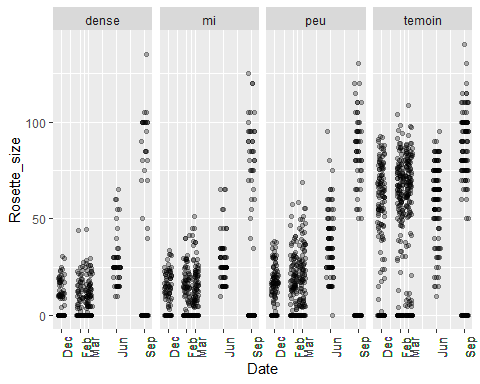 dense mi peu temoin
Rosette_size
100
50
0
Dec Feb Mar Jun Sep Dec Feb Mar Jun Sep Dec Feb Mar Jun Sep Dec Feb Mar Jun Sep
Date